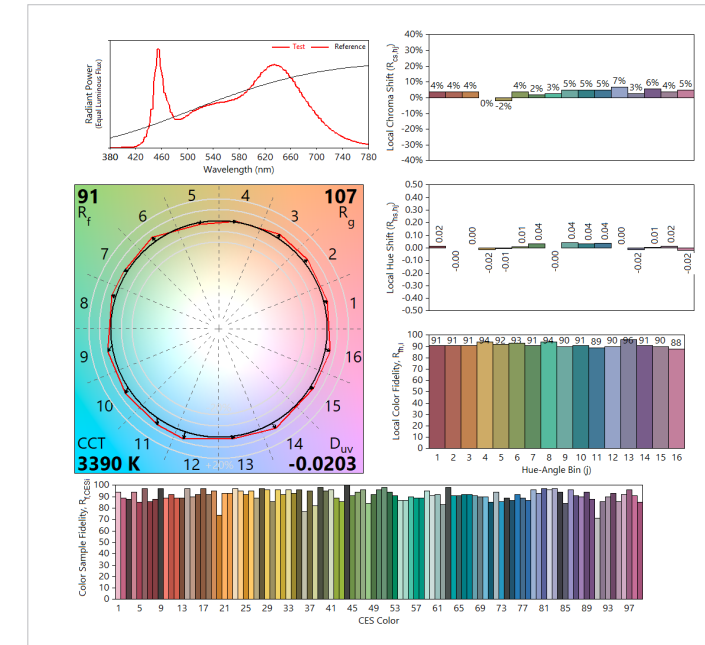 Radiant Power
(Equal Luminous Flux)
Test
Reference
380 420 460 500 540 580 620 660 700 740 780
Wavelength (nm)
Local Chroma Shift (Rcs,hj)
40%
30%
20%
10%
0%
-10%
-20%
-30%
-40%
4% 4% 4% 0% -2% 4% 2% 3% 5% 5% 5% 7% 3% 6% 4% 5%
91
Rf
107
Rg
5 4
6 3
7 2
8 1
9 16
10 15
11 12 13 14
+20%
CCT
3390 K
Duv
-0.0203
Local Hue Shift (Rhs,hj)
0.50
0.40
0.30
0.20
0.10
0.00
-0.10
-0.20
-0.30
-0.40
-0.50
0.02 -0.00 0.00 -0.02 -0.01 0.01 0.04 -0.00 0.04 0.04 0.04 0.00 -0.02 0.01 0.01 -0.02
Local Color Fidelity, Rfh,i
100
90
80
70
60
50
40
30
20
10
0
91 91 91 94 92 93 91 94 90 91 89 90 96 91 90 88
1 2 3 4 5 6 7 8 9 10 11 12 13 14 15 16
Hue-Angle Bin (j)
Color Sample Fidelity, Rf,CESi
100
90
80
70
60
50
40
30
20
10
0
1 5 9 13 17 21 25 29 33 37 41 45 49 53 57 61 65 69 73 77 81 85 89 93 97
CES Color